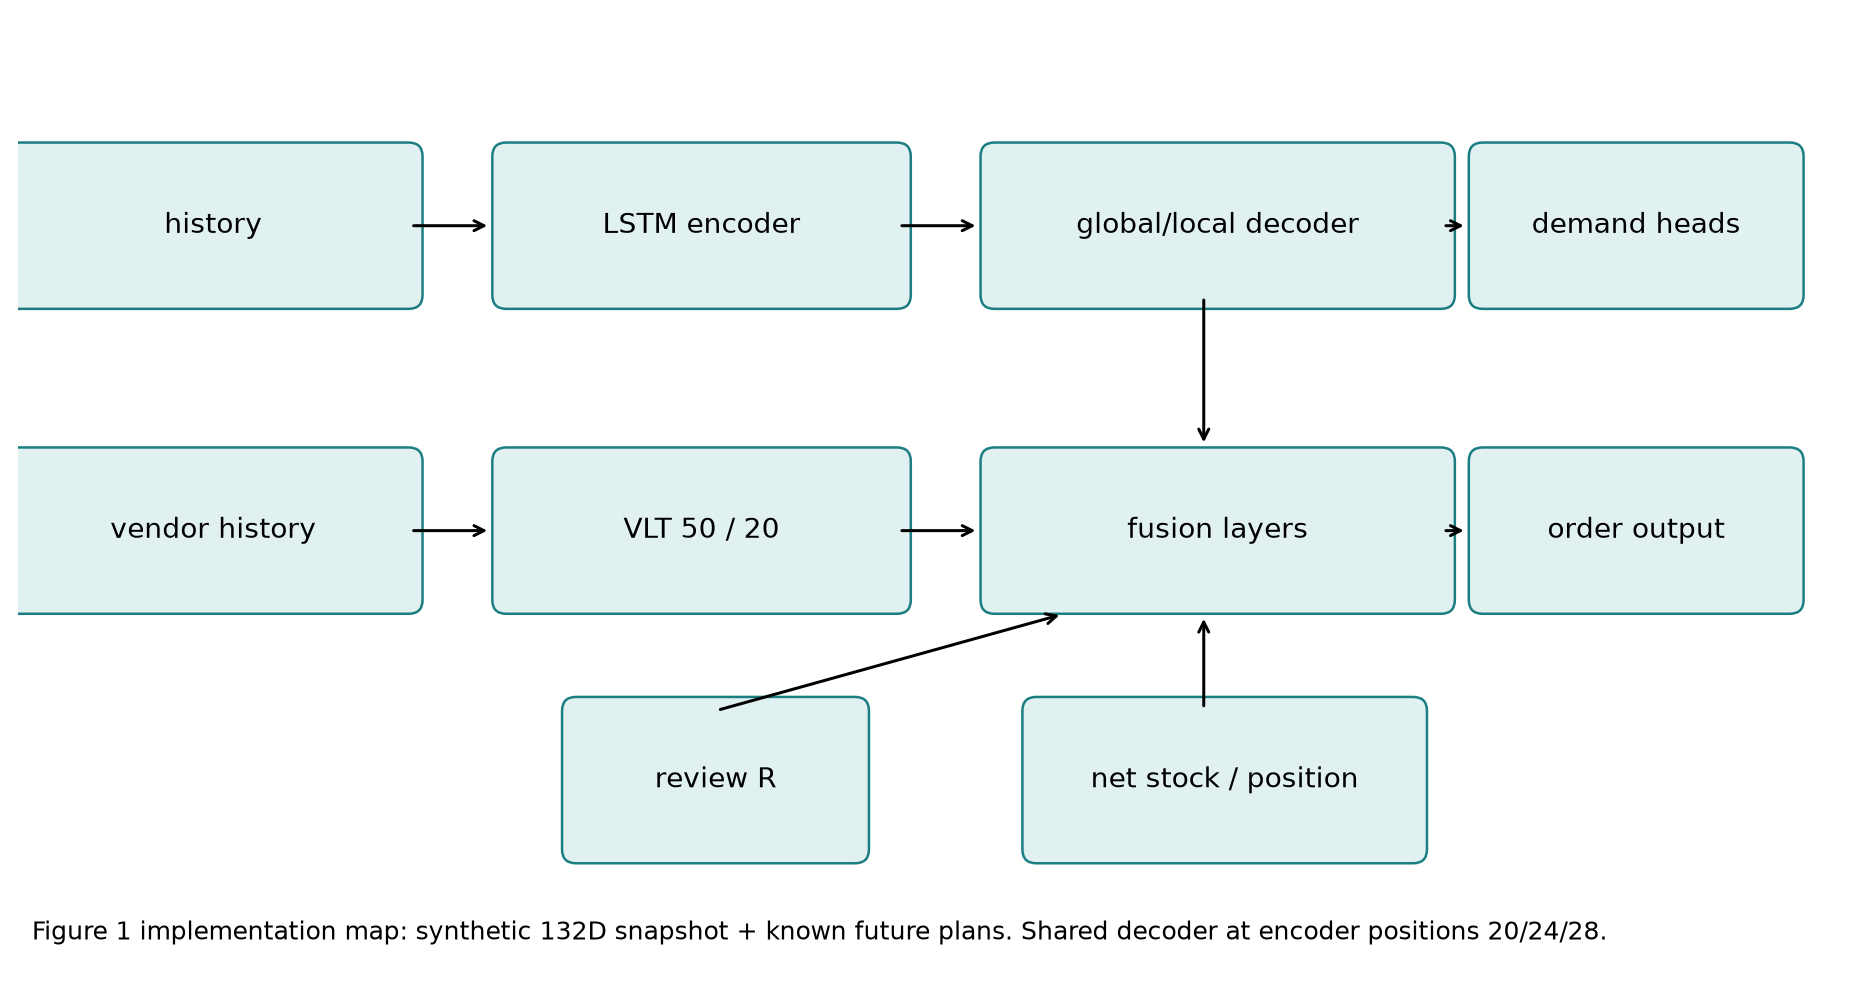 history
LSTM encoder
global/local decoder
demand heads
vendor history
VLT 50 / 20
fusion layers
order output
review R
net stock / position
Figure 1 implementation map: synthetic 132D snapshot + known future plans. Shared decoder at encoder positions 20/24/28.